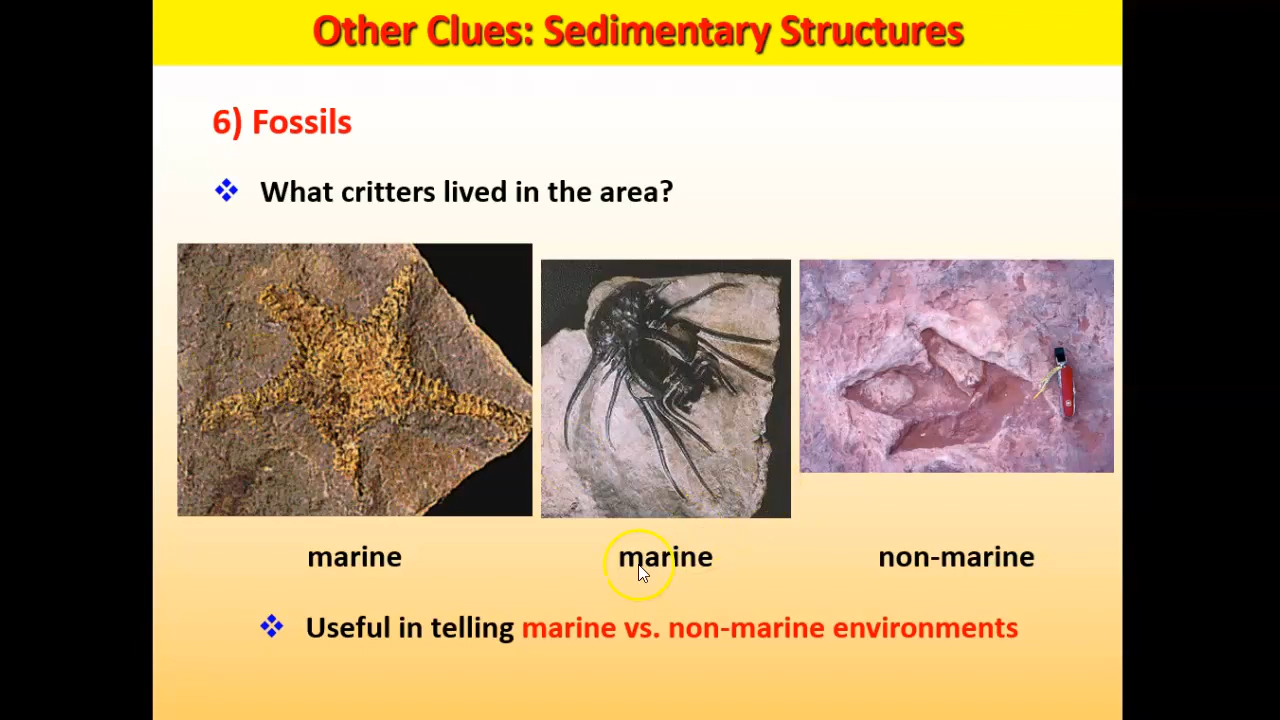 Other Clues: Sedimentary Structures
6) Fossils
What critters lived in the area?
marine
marine
non-marine
Useful in telling marine vs. non-marine environments